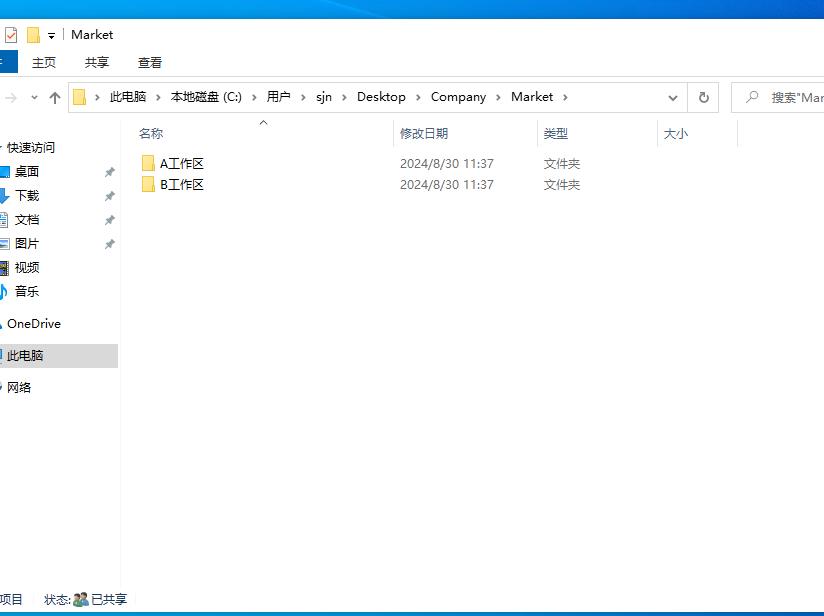 Market
主页 共享 查看
此电脑 本地磁盘 (C:) 用户 sjn Desktop Company Market 搜索"Mar
名称 修改日期 类型 大小
快速访问
桌面
下载
文档
图片
视频
音乐
OneDrive
此电脑
网络
A工作区 2024/8/30 11:37 文件夹
B工作区 2024/8/30 11:37 文件夹
项目 状态: 已共享